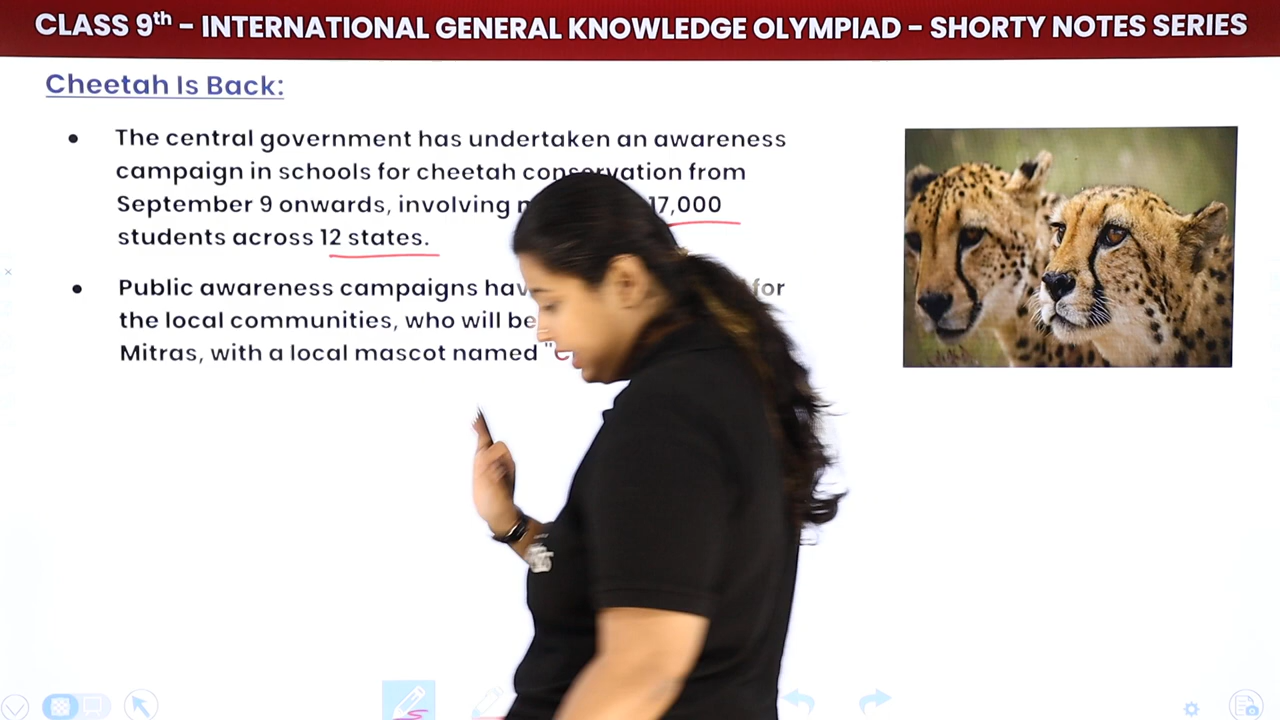 CLASS 9th – INTERNATIONAL GENERAL KNOWLEDGE OLYMPIAD – SHORTY NOTES SERIES
Cheetah Is Back:
• The central government has undertaken an awareness
campaign in schools for cheetah conservation from
September 9 onwards, involving 17,000
students across 12 states.
• Public awareness campaigns for
the local communities, who will be
Mitras, with a local mascot named "